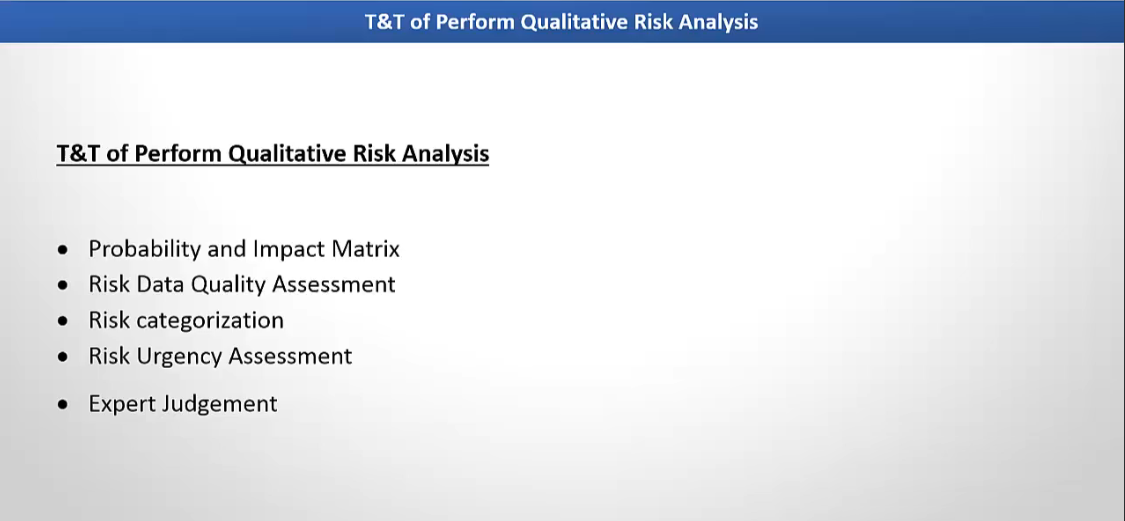 T&T of Perform Qualitative Risk Analysis
T&T of Perform Qualitative Risk Analysis
● Probability and Impact Matrix
● Risk Data Quality Assessment
● Risk categorization
● Risk Urgency Assessment
● Expert Judgement